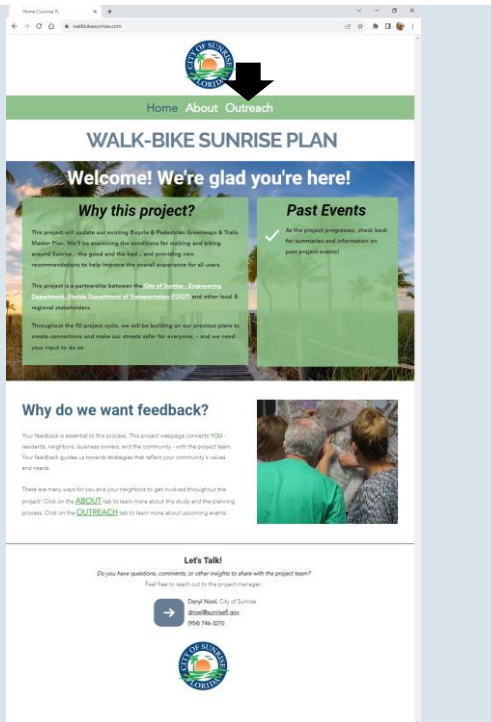 Home | Sunrise PL
walkbikesunrise.com
CITY OF SUNRISE
FLORIDA
Home About Outreach
WALK-BIKE SUNRISE PLAN
Welcome! We're glad you're here!
Why this project?
This project will update our existing Bicycle & Pedestrian Greenways & Trails
Master Plan. We'll be examining the conditions for walking and biking
around Sunrise - the good and the bad - and providing new
recommendations to help improve the overall experience for all users.
This project is a partnership between the City of Sunrise - Engineering
Department, Florida Department of Transportation (FDOT) and other local &
regional stakeholders.
Throughout the fill project cycle, we will be building on our previous plans to
create connections and make our streets safer for everyone, - and we need
your input to do so.
Past Events
As the project progresses, check back
for summaries and information on
past project events!
Why do we want feedback?
Your feedback is essential to this process. This project webpage connects YOU -
residents, neighbors, business owners, and the community - with the project team.
Your feedback guides us towards strategies that reflect your community's values
and needs.
There are many ways for you and your neighbors to get involved throughout the
project! Click on the ABOUT tab to learn more about this study and the planning
process. Click on the OUTREACH tab to learn more about upcoming events.
Let's Talk!
Do you have questions, comments, or other insights to share with the project team?
Feel free to reach out to the project manager:
Danyl Noel, City of Sunrise
dnoel@sunrisefl.gov
(954) 746-3270
CITY OF SUNRISE
FLORIDA